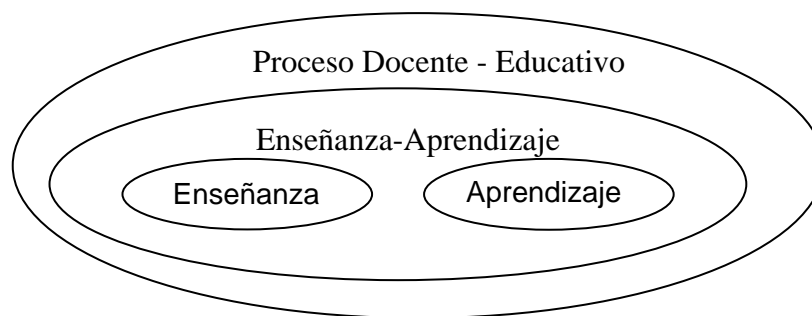 Proceso Docente - Educativo
Enseñanza-Aprendizaje
Enseñanza
Aprendizaje